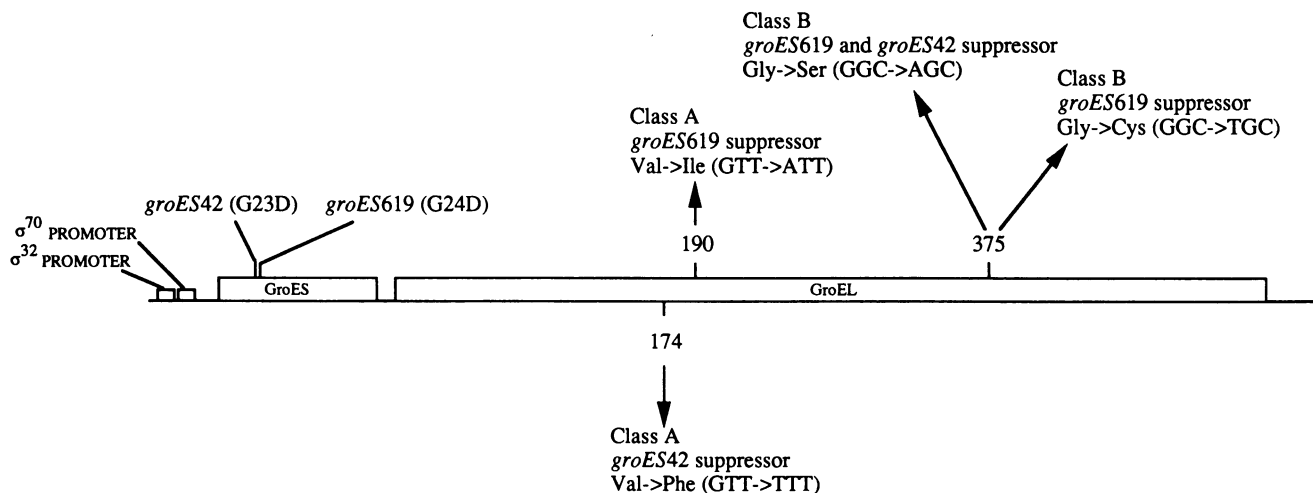 Class B
groES619 and groES42 suppressor
Gly->Ser (GGC->AGC)
Class B
groES619 suppressor
Gly->Cys (GGC->TGC)
Class A
groES619 suppressor
Val->Ile (GTT->ATT)
groES42 (G23D)
groES619 (G24D)
σ70 PROMOTER
σ32 PROMOTER
190
375
GroES
GroEL
174
Class A
groES42 suppressor
Val->Phe (GTT->TTT)